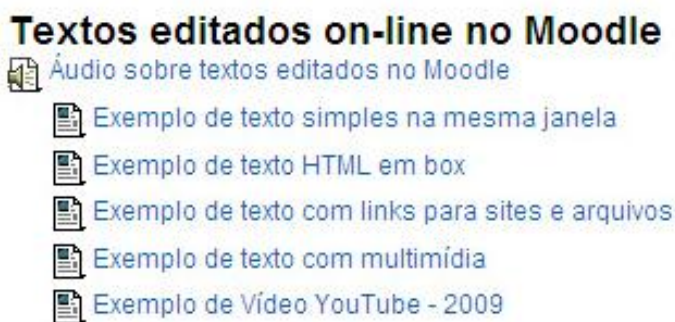 Textos editados on-line no Moodle
Áudio sobre textos editados no Moodle
Exemplo de texto simples na mesma janela
Exemplo de texto HTML em box
Exemplo de texto com links para sites e arquivos
Exemplo de texto com multimídia
Exemplo de Vídeo YouTube - 2009